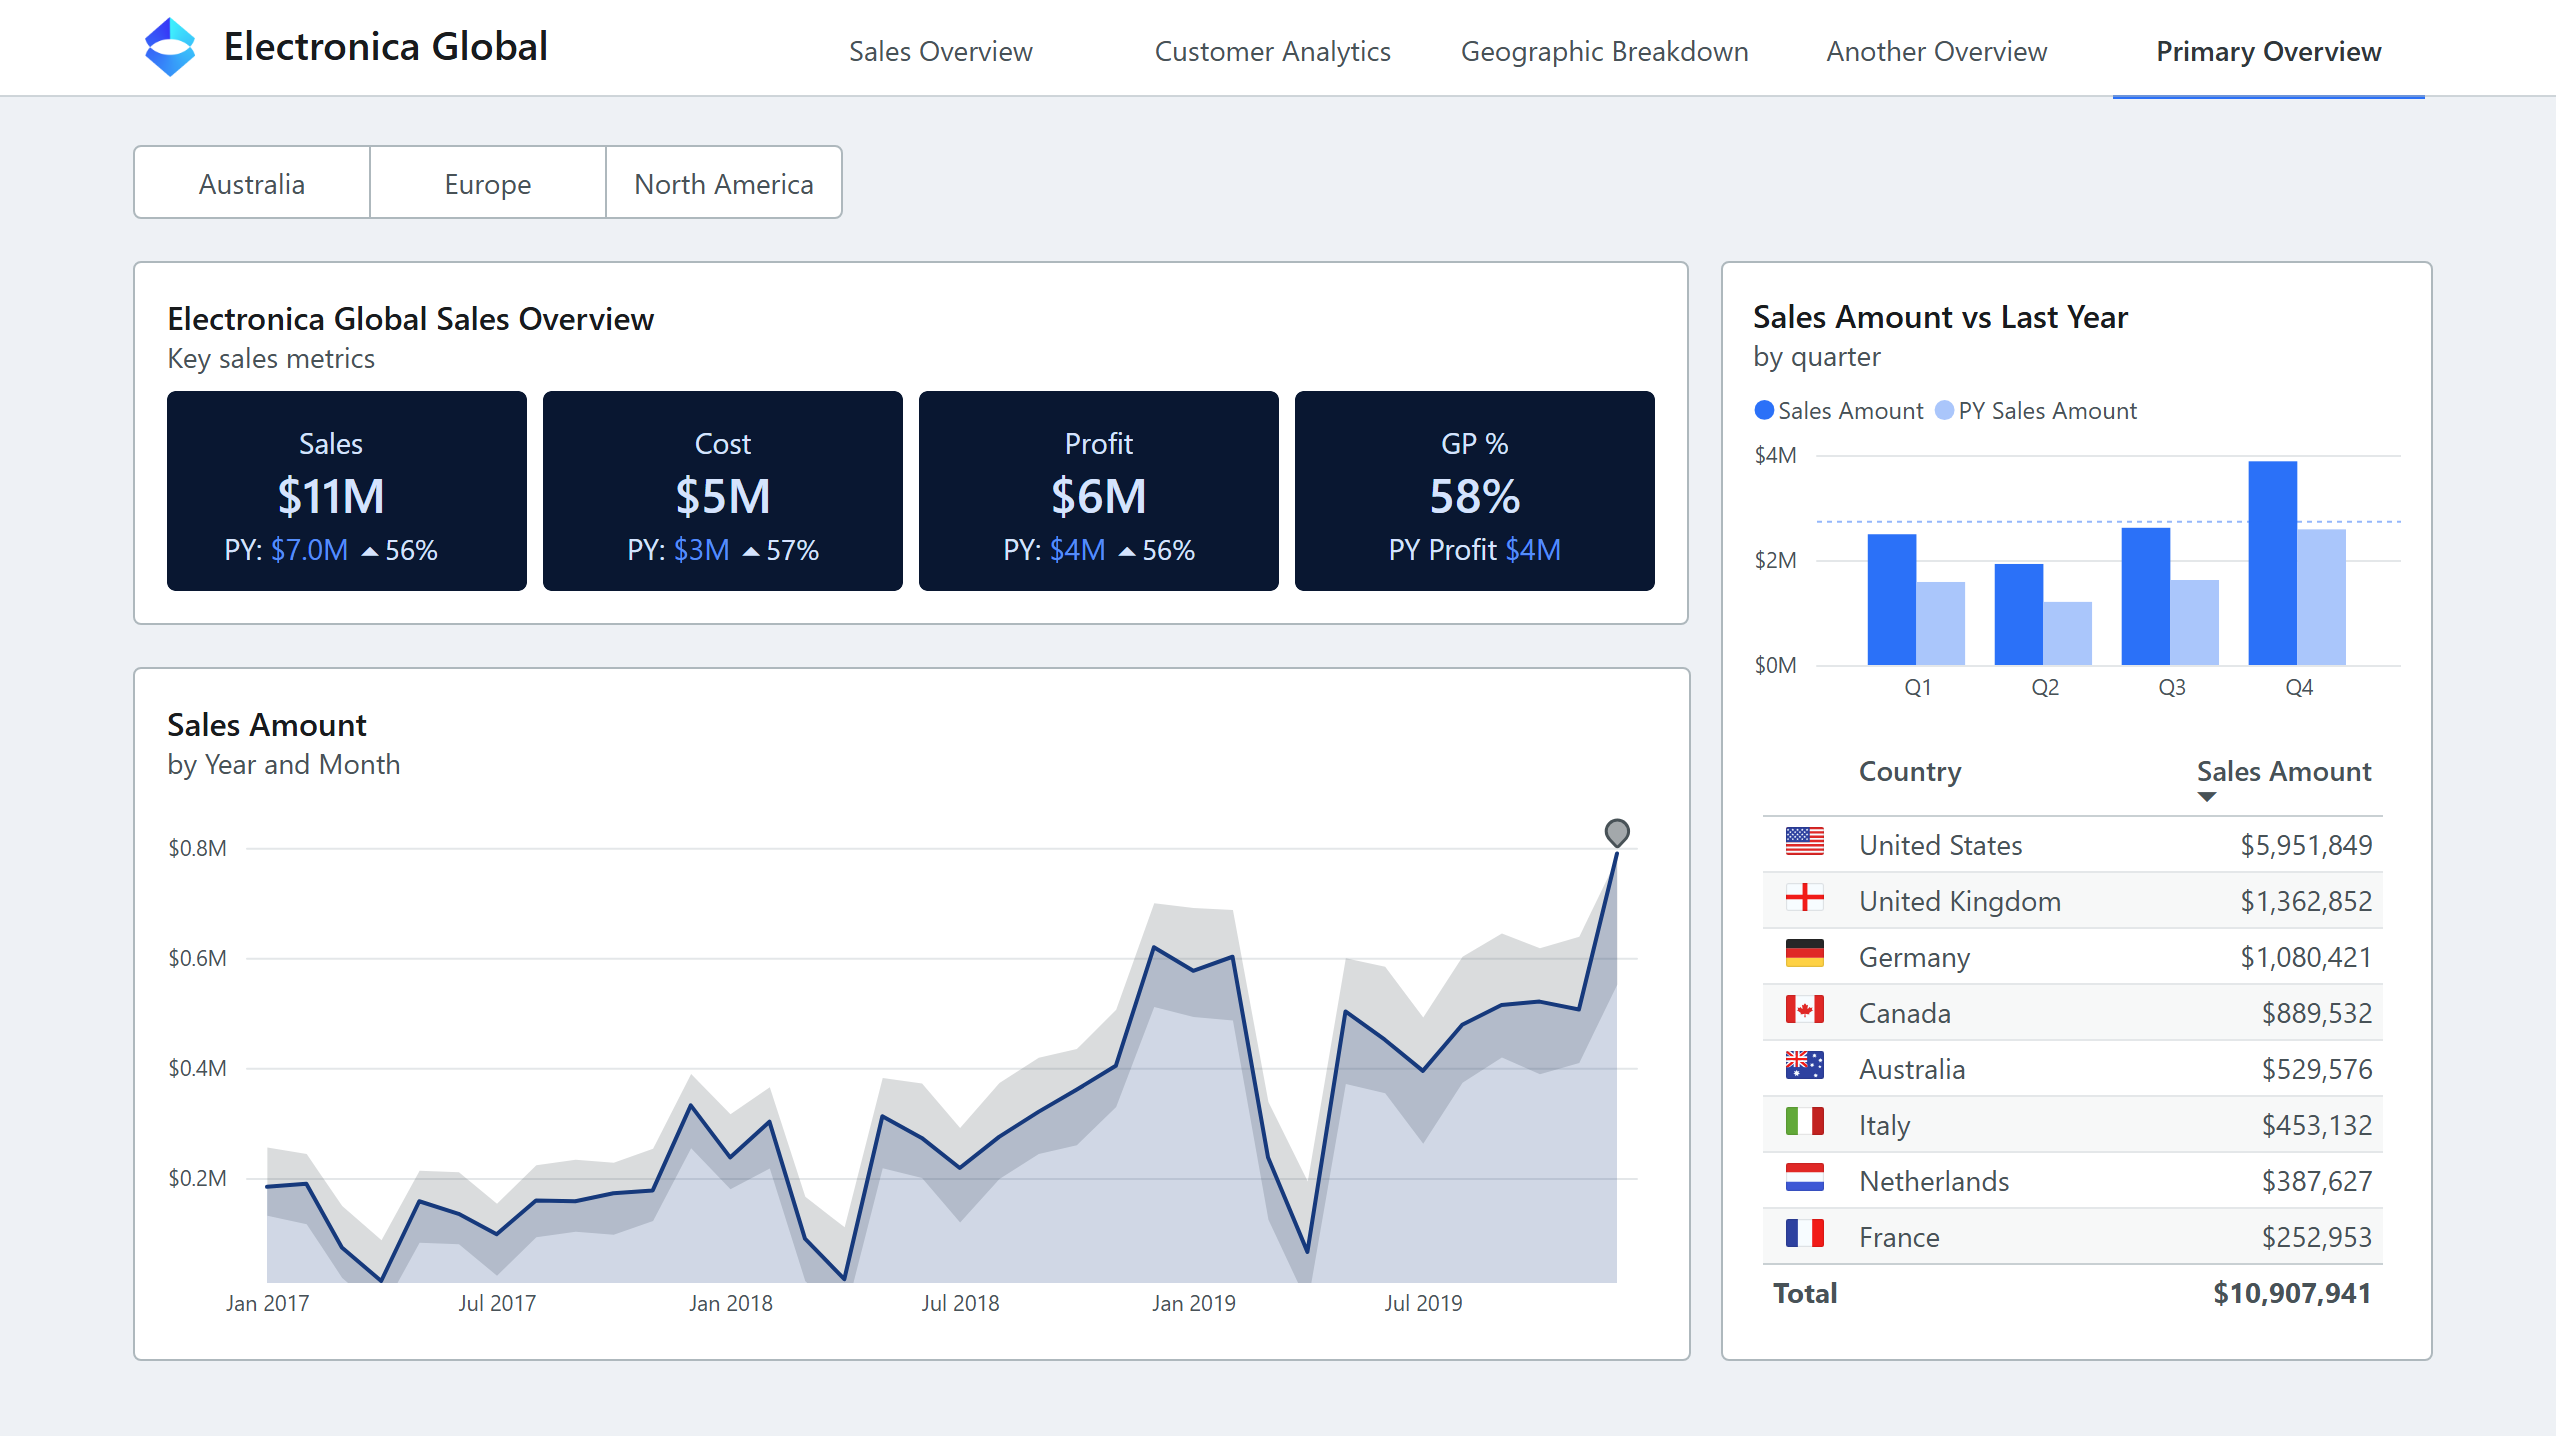 Electronica Global
Sales Overview
Customer Analytics
Geographic Breakdown
Another Overview
Primary Overview
Australia
Europe
North America
Electronica Global Sales Overview
Key sales metrics
Sales
$11M
PY: $7.0M 56%
Cost
$5M
PY: $3M 57%
Profit
$6M
PY: $4M 56%
GP %
58%
PY Profit $4M
Sales Amount
by Year and Month
$0.8M
$0.6M
$0.4M
$0.2M
Jan 2017
Jul 2017
Jan 2018
Jul 2018
Jan 2019
Jul 2019
Sales Amount vs Last Year
by quarter
Sales Amount PY Sales Amount
$4M
$2M
$0M
Q1
Q2
Q3
Q4
Country Sales Amount
United States $5,951,849
United Kingdom $1,362,852
Germany $1,080,421
Canada $889,532
Australia $529,576
Italy $453,132
Netherlands $387,627
France $252,953
Total $10,907,941